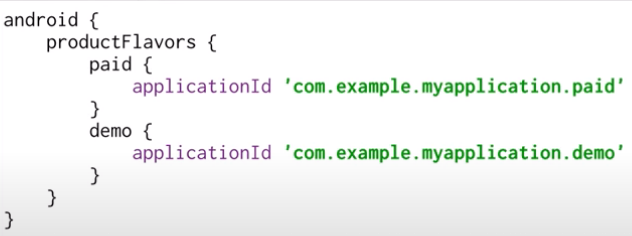 android {
    productFlavors {
        paid {
            applicationId 'com.example.myapplication.paid'
        }
        demo {
            applicationId 'com.example.myapplication.demo'
        }
    }
}